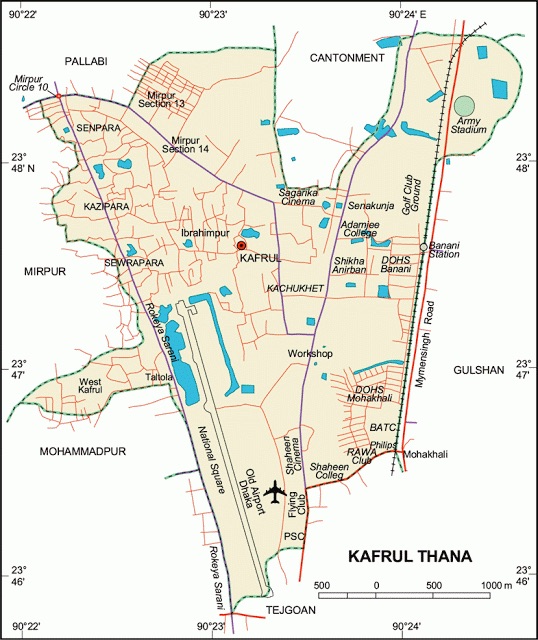 90°22'
90°23'
90°24' E
PALLABI
CANTONMENT
Mirpur
Circle 10
Mirpur
Section 13
SENPARA
Mirpur
Section 14
Army
Stadium
23°
48' N
23°
48'
Sagarika
Cinema
Golf Club
Ground
KAZIPARA
Senakunja
Ibrahimpur
Adamjee
College
Banani
Station
KAFRUL
SEWRAPARA
Shikha
Anirban
DOHS
Banani
MIRPUR
KACHUKHET
Rokeya Sarani
Mymensingh Road
Workshop
23°
47'
23°
47'
GULSHAN
West
Kafrul
Taltola
DOHS
Mohakhali
BATC
MOHAMMADPUR
National Square
Shaheen
Cinema
Philips
RAWA
Club
Mohakhali
Shaheen
Colleg
Old Airport
Dhaka
Flying
Club
PSC
KAFRUL THANA
Rokeya Sarani
23°
46'
23°
46'
500 0 500 1000 m
TEJGOAN
90°22'
90°23'
90°24'